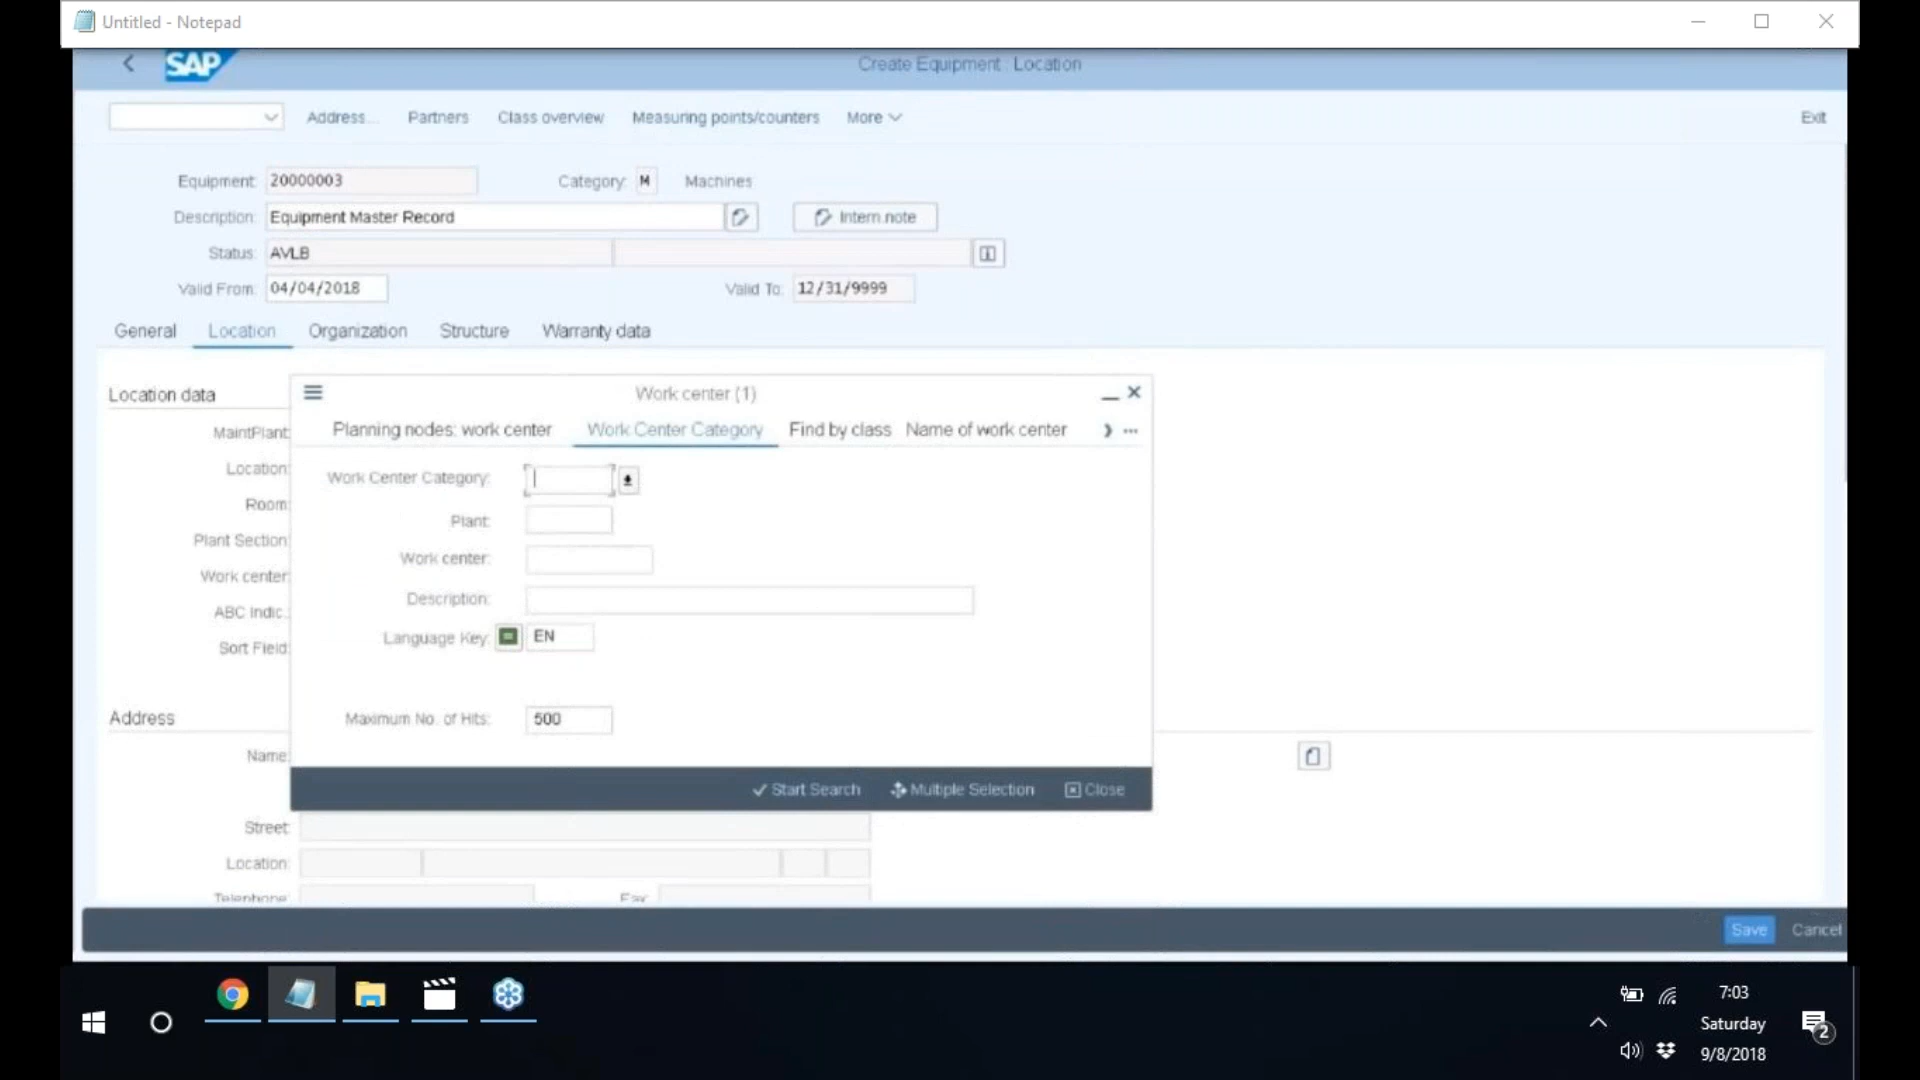 Untitled - Notepad
SAP
Create Equipment : Location
Address...
Partners
Class overview
Measuring points/counters
More
Exit
Equipment: 20000003
Category: M Machines
Description: Equipment Master Record
Intern.note
Status: AVLB
Valid From: 04/04/2018
Valid To: 12/31/9999
General
Location
Organization
Structure
Warranty data
Location data
MaintPlant:
Location:
Room:
Plant Section:
Work center:
ABC Indic.:
Sort Field:
Work center (1)
Planning nodes: work center
Work Center Category
Find by class
Name of work center
Work Center Category:
Plant:
Work center:
Description:
Language Key: EN
Maximum No. of Hits: 500
Start Search
Multiple Selection
Close
Address
Name:
Street:
Location:
Telephone:
Fax:
Save
Cancel
7:03
Saturday
9/8/2018
2